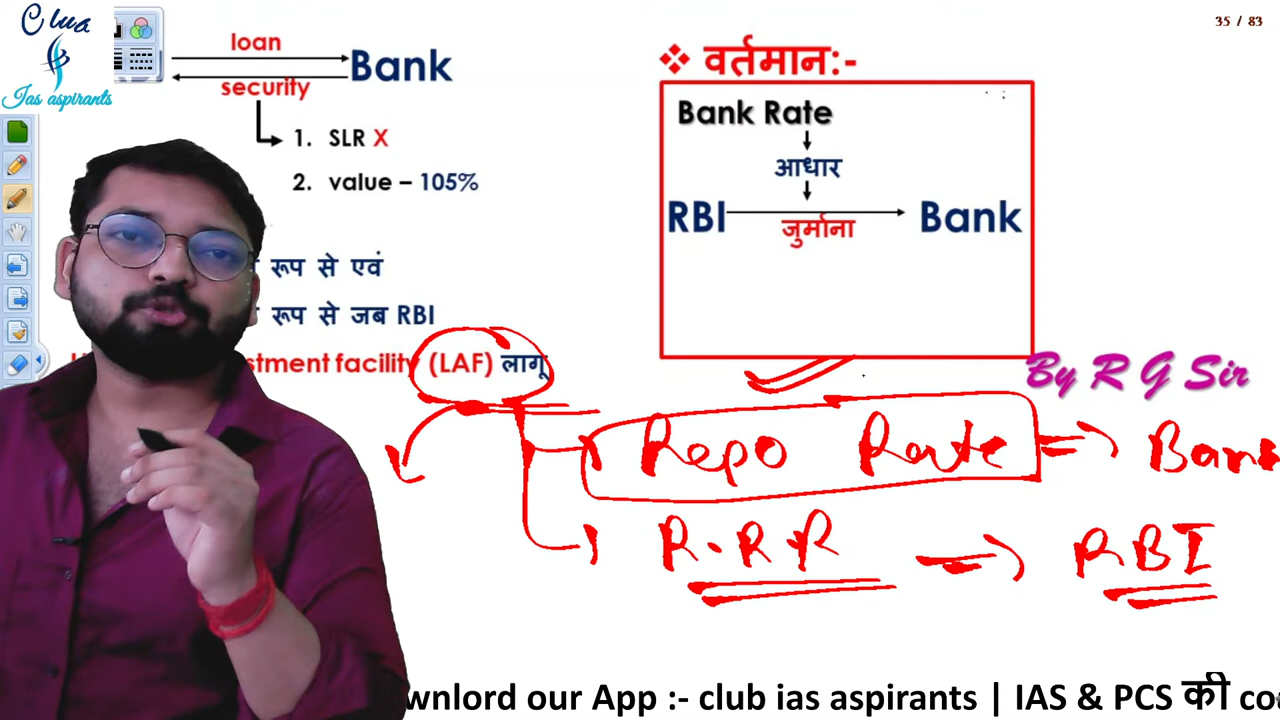 Clua
Ias aspirants
35 / 83
loan
Bank
security
1. SLR X
2. value – 105%
रूप से एवं
रूप से जब RBI
stment facility (LAF) लागू
❖ वर्तमान:-
Bank Rate
आधार
RBI
जुर्माना
Bank
By R G Sir
Repo Rate => Bank
R.R.R => RBI
wnlord our App :- club ias aspirants | IAS & PCS की